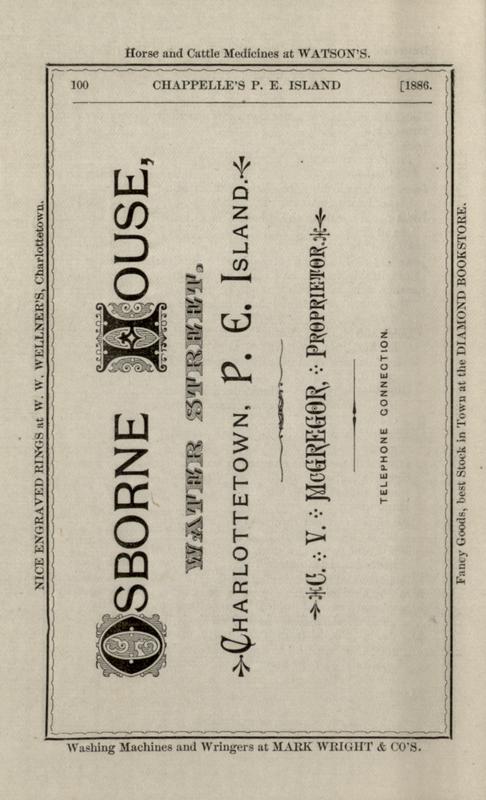 Horse and Cattle Medicines at WATSON'S.
100 CHAPPELLE'S P. E. ISLAND [1886.
NICE ENGRAVED RINGS at W. W. WELLNER'S, Charlottetown.
OSBORNE HOUSE,
WATER STREET.
CHARLOTTETOWN, P. E. ISLAND.
C. V. McGREGOR, PROPRIETOR.
TELEPHONE CONNECTION.
Fancy Goods, best Stock in Town at the DIAMOND BOOKSTORE.
Washing Machines and Wringers at MARK WRIGHT & CO'S.